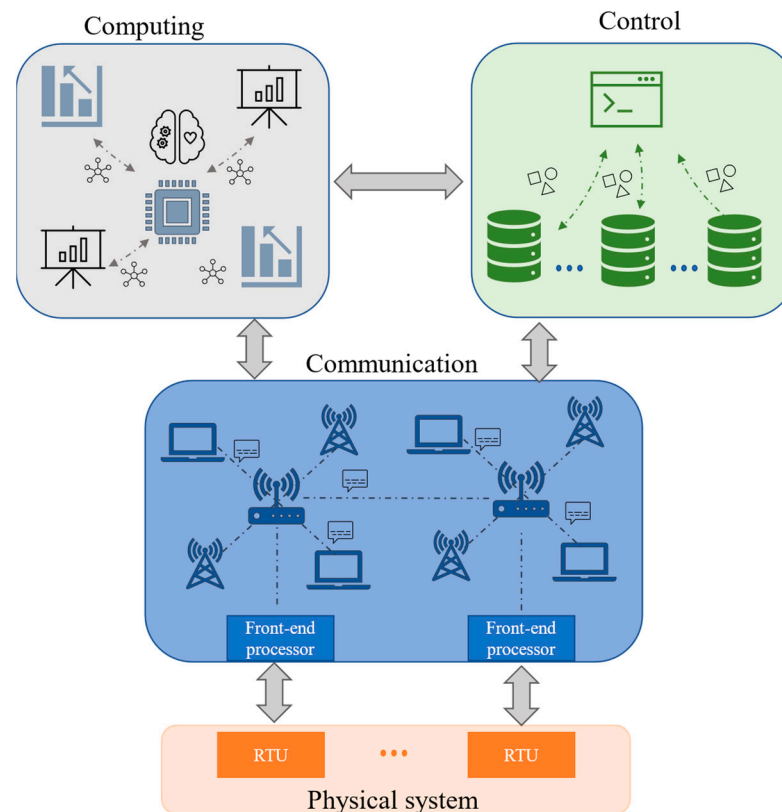 Computing
Control
Communication
Front-end
processor
Front-end
processor
RTU
RTU
Physical system